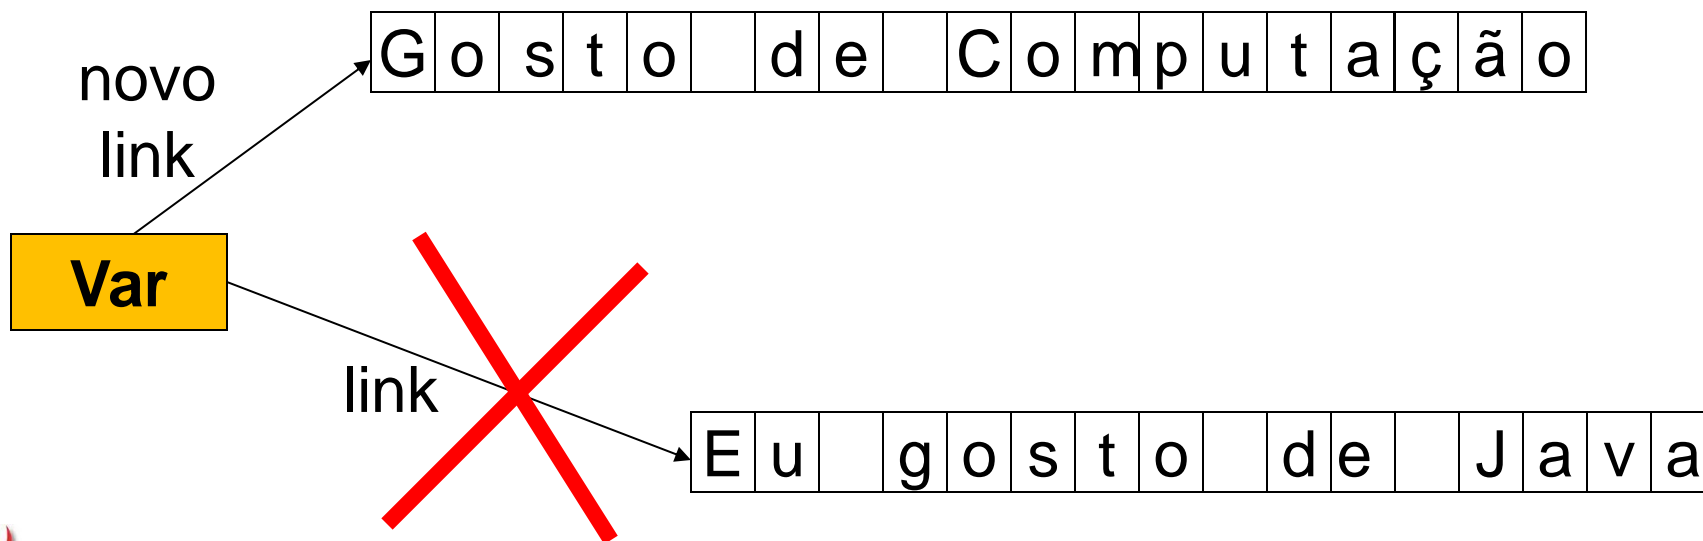 Gosto de Computação
novo
link
Var
link
Eu gosto de Java